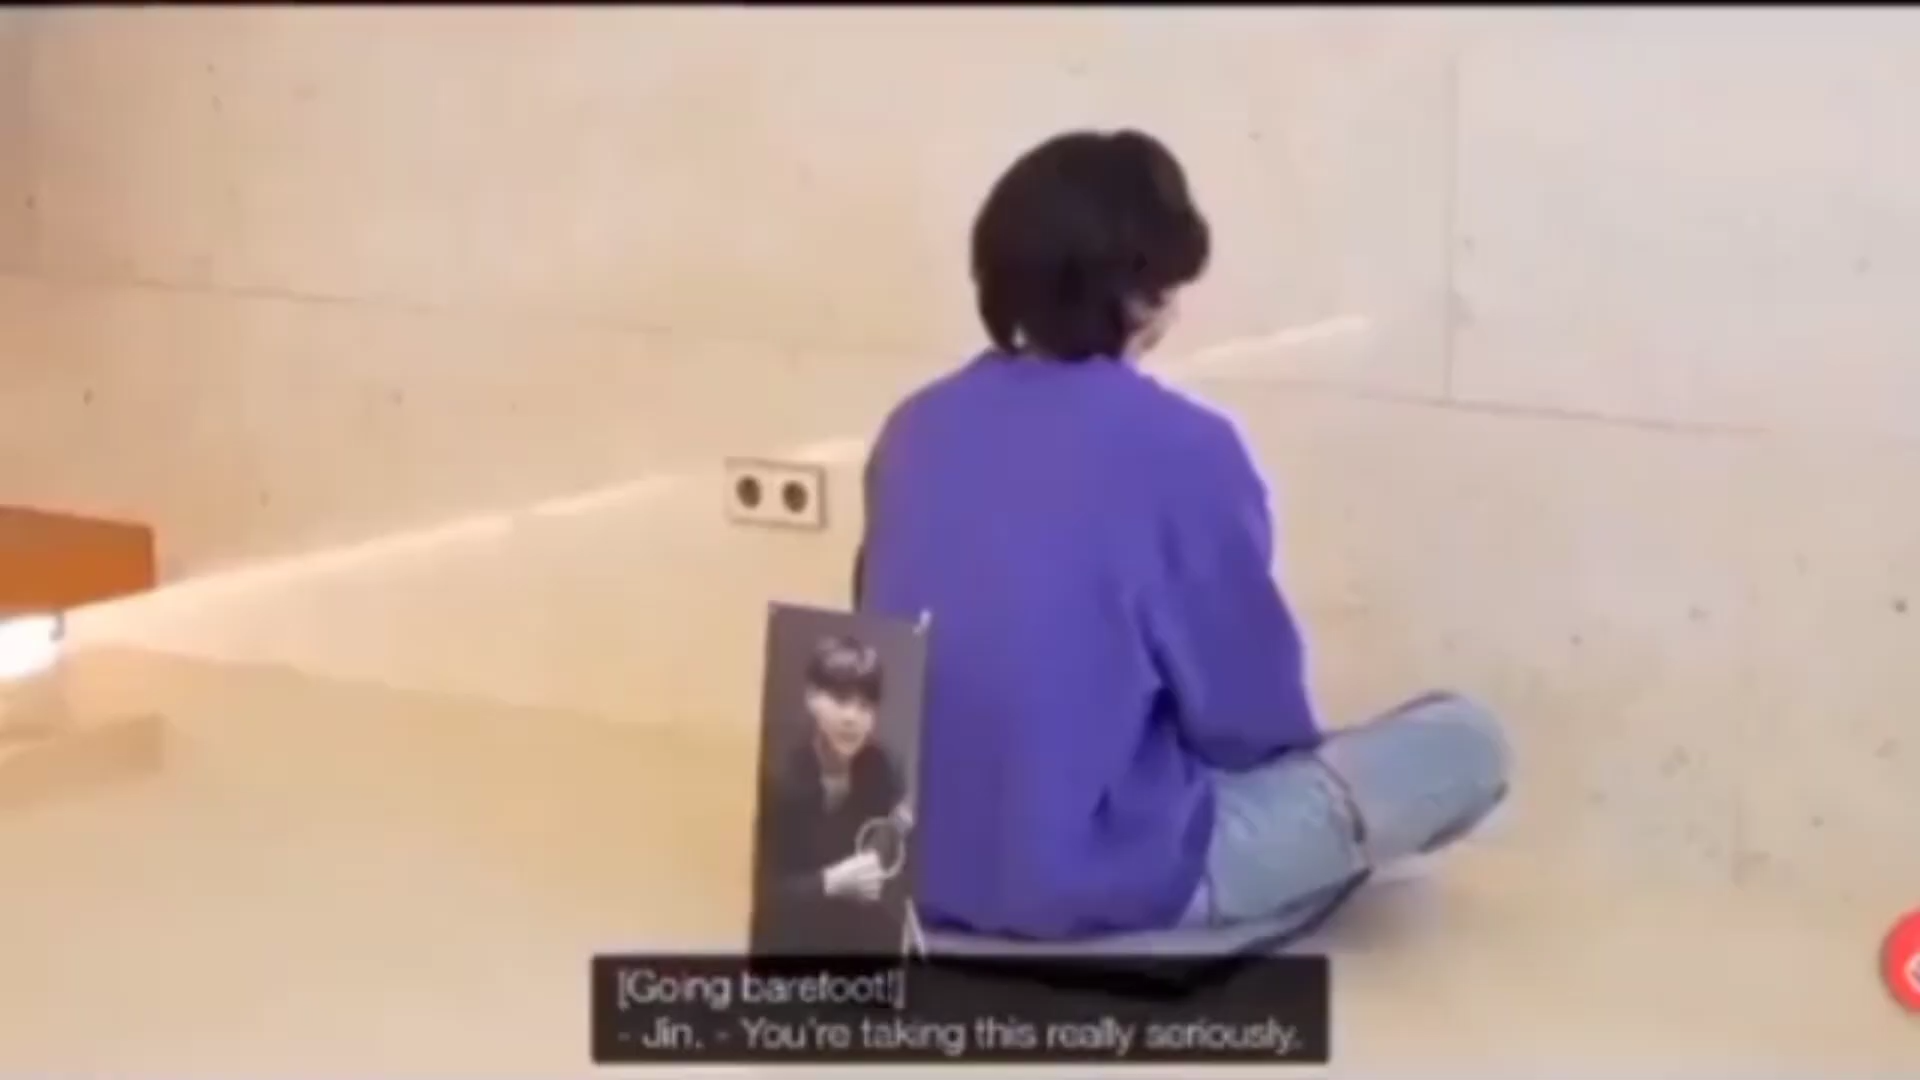 [Going barefoot!]
- Jin. - You're taking this really seriously.